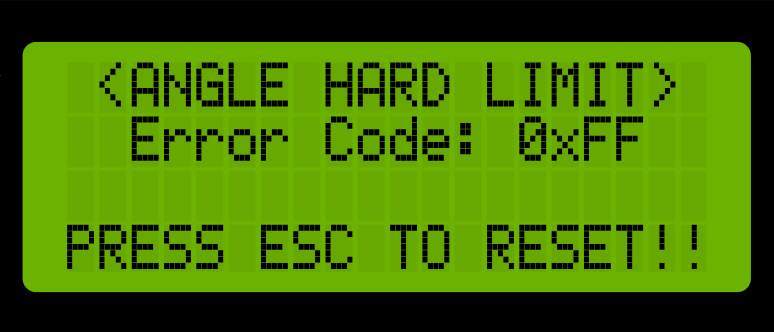 <ANGLE HARD LIMIT>
Error Code: 0xFF
PRESS ESC TO RESET!!